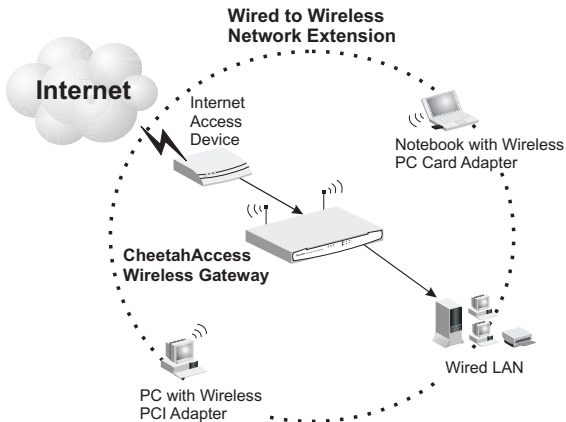 Wired to Wireless
Network Extension
Internet
Internet
Access
Device
Notebook with Wireless
PC Card Adapter
CheetahAccess
Wireless Gateway
Wired LAN
PC with Wireless
PCI Adapter